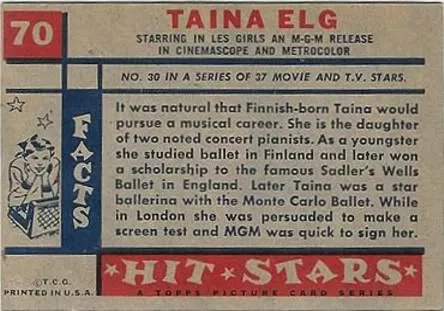 70
TAINA ELG
STARRING IN LES GIRLS AN M-G-M RELEASE
IN CINEMASCOPE AND METROCOLOR
NO. 30 IN A SERIES OF 37 MOVIE AND T.V. STARS.
FACTS
It was natural that Finnish-born Taina would
pursue a musical career. She is the daughter
of two noted concert pianists. As a youngster
she studied ballet in Finland and later won
a scholarship to the famous Sadler's Wells
Ballet in England. Later Taina was a star
ballerina with the Monte Carlo Ballet. While
in London she was persuaded to make a
screen test and MGM was quick to sign her.
©T.C.G.
PRINTED IN U.S.A.
HIT STARS
A TOPPS PICTURE CARD SERIES